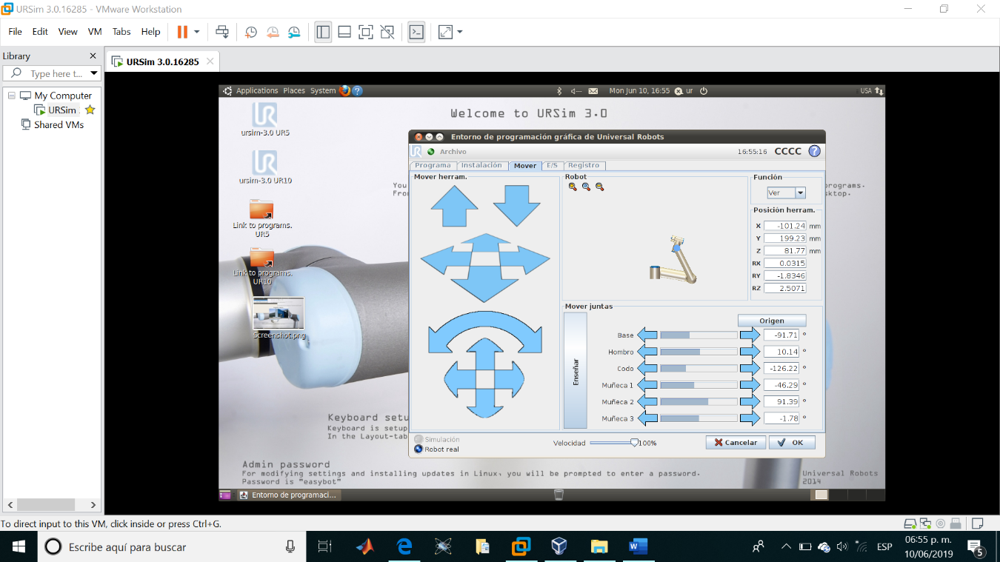 URSim 3.0.16285 - VMware Workstation
File Edit View VM Tabs Help
Library
URSim 3.0.16285
Type here t...
My Computer
URSim
Shared VMs
Applications Places System
Mon Jun 10, 16:55
ur
USA
Welcome to URSim 3.0
ursim-3.0 UR5
ursim-3.0 UR10
Link to programs.
UR5
Link to programs.
UR10
Screenshot.png
You
From
programs.
sktop.
Entorno de programación gráfica de Universal Robots
UR
Archivo
16:55:16 CCCC ?
Programa Instalación Mover E/S Registro
Mover herram.
Robot
Función
Ver
Posición herram.
X -101.24 mm
Y 199.23 mm
Z 81.77 mm
RX 0.0315
RY -1.8346
RZ 2.5071
Mover juntas
Enseñar
Origen
Base -91.71 °
Hombro 10.14 °
Codo -126.22 °
Muñeca 1 -46.29 °
Muñeca 2 91.39 °
Muñeca 3 -1.78 °
Simulación
Robot real
Velocidad 100%
Cancelar OK
Keyboard setu
Keyboard is setup
In the Layout-tab
Admin password
For modifying settings and installing updates in Linux, you will be prompted to enter a password.
Password is "easybot"
Universal Robots
2014
Entorno de programaci...
To direct input to this VM, click inside or press Ctrl+G.
Escribe aquí para buscar
ESP
06:55 p. m.
10/06/2019
5